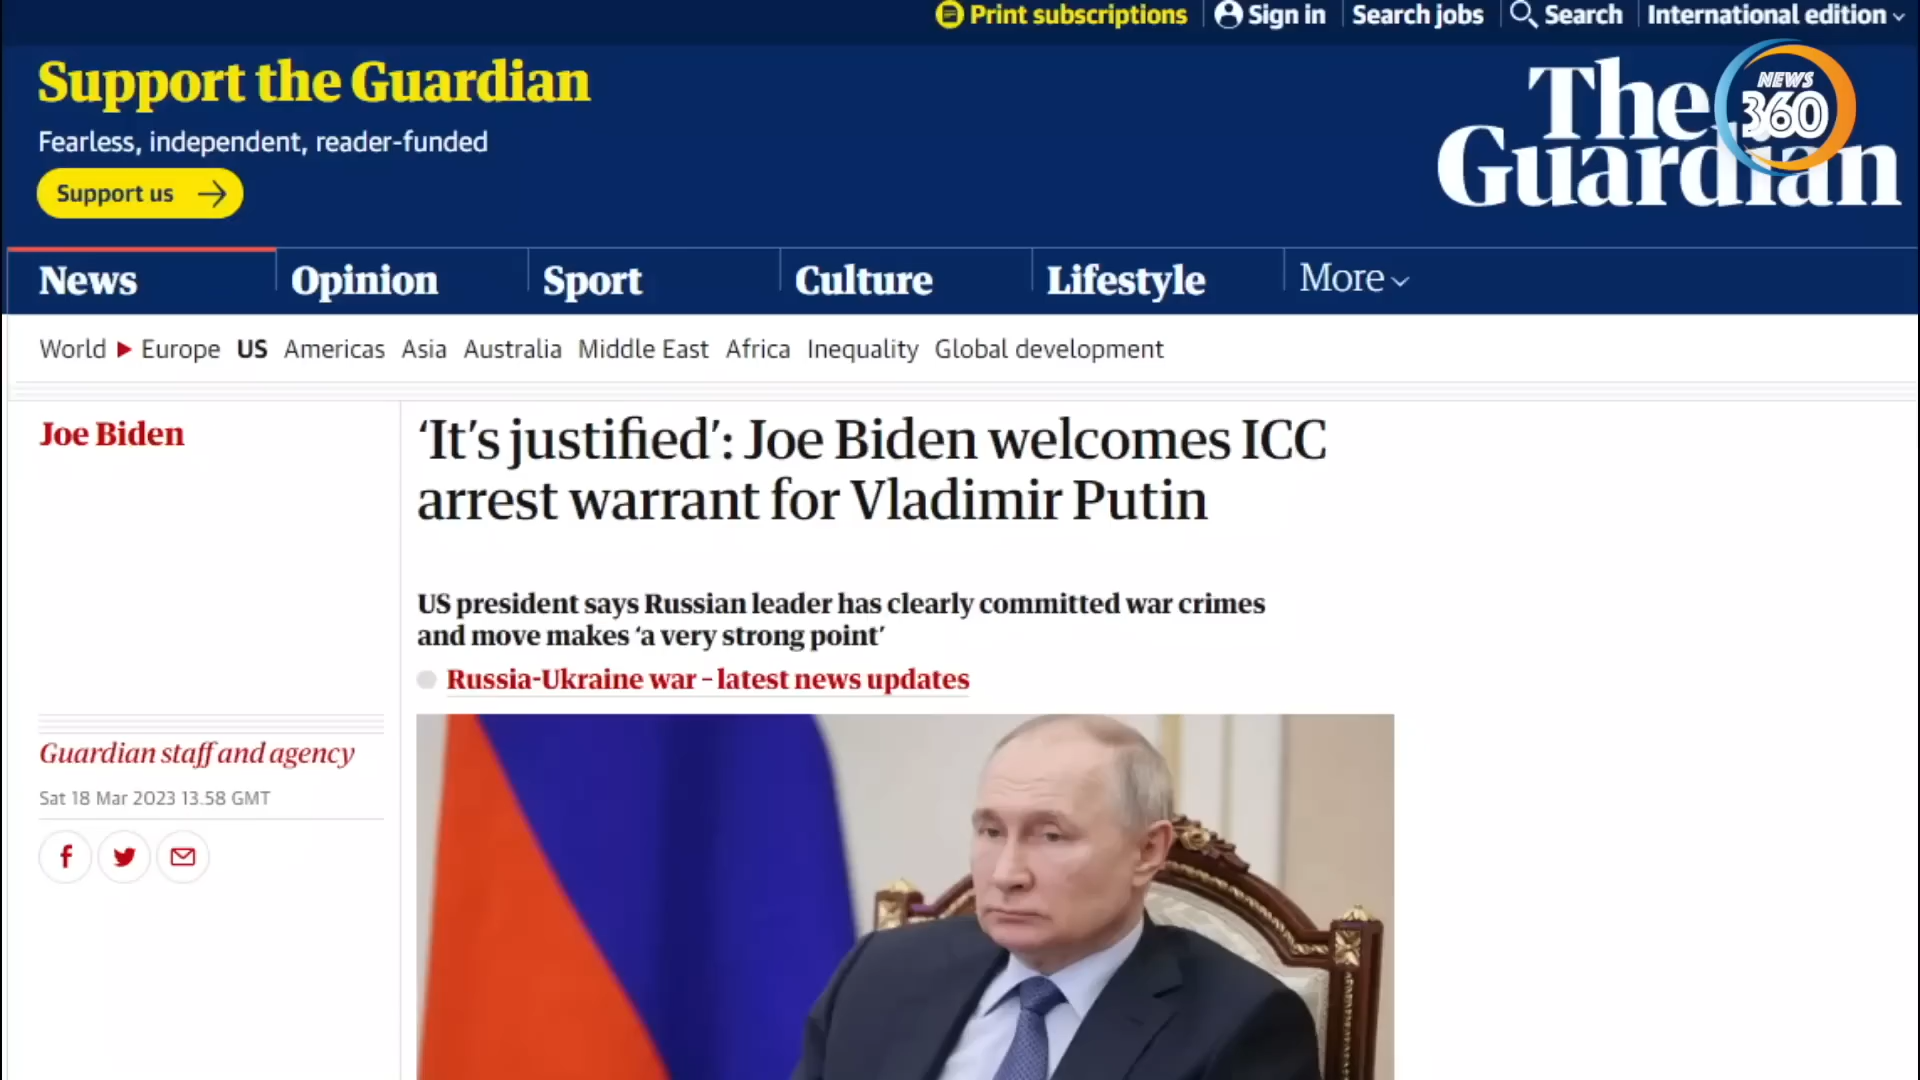 Print subscriptions
Sign in
Search jobs
Search
International edition
Support the Guardian
Fearless, independent, reader-funded
Support us
The
Guardian
NEWS
360
News
Opinion
Sport
Culture
Lifestyle
More
World
Europe
US
Americas
Asia
Australia
Middle East
Africa
Inequality
Global development
Joe Biden
‘It’s justified’: Joe Biden welcomes ICC
arrest warrant for Vladimir Putin
US president says Russian leader has clearly committed war crimes
and move makes ‘a very strong point’
Russia-Ukraine war – latest news updates
Guardian staff and agency
Sat 18 Mar 2023 13.58 GMT